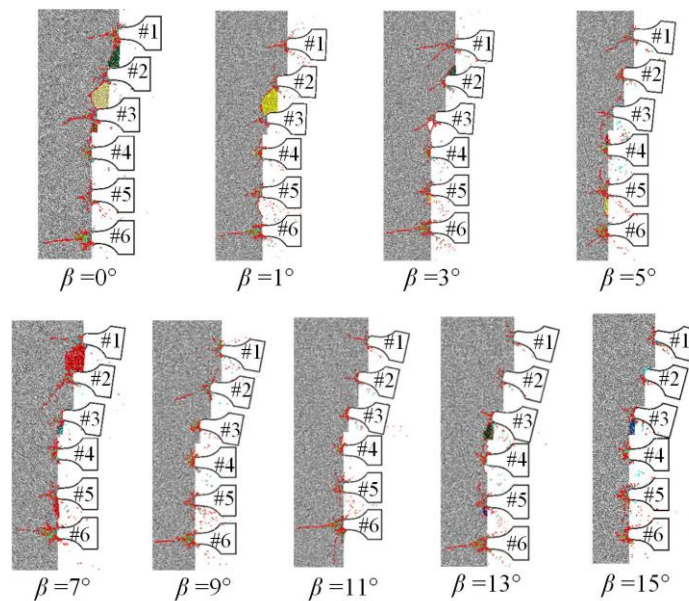 #1 #1 #1 #1
#2 #2 #2 #2
#3 #3 #3 #3
#4 #4 #4 #4
#5 #5 #5 #5
#6 #6 #6 #6
β =0° β =1° β =3° β =5°
#1 #1 #1 #1 #1
#2 #2 #2 #2 #2
#3 #3 #3 #3 #3
#4 #4 #4 #4 #4
#5 #5 #5 #5 #5
#6 #6 #6 #6 #6
β =7° β =9° β =11° β =13° β =15°